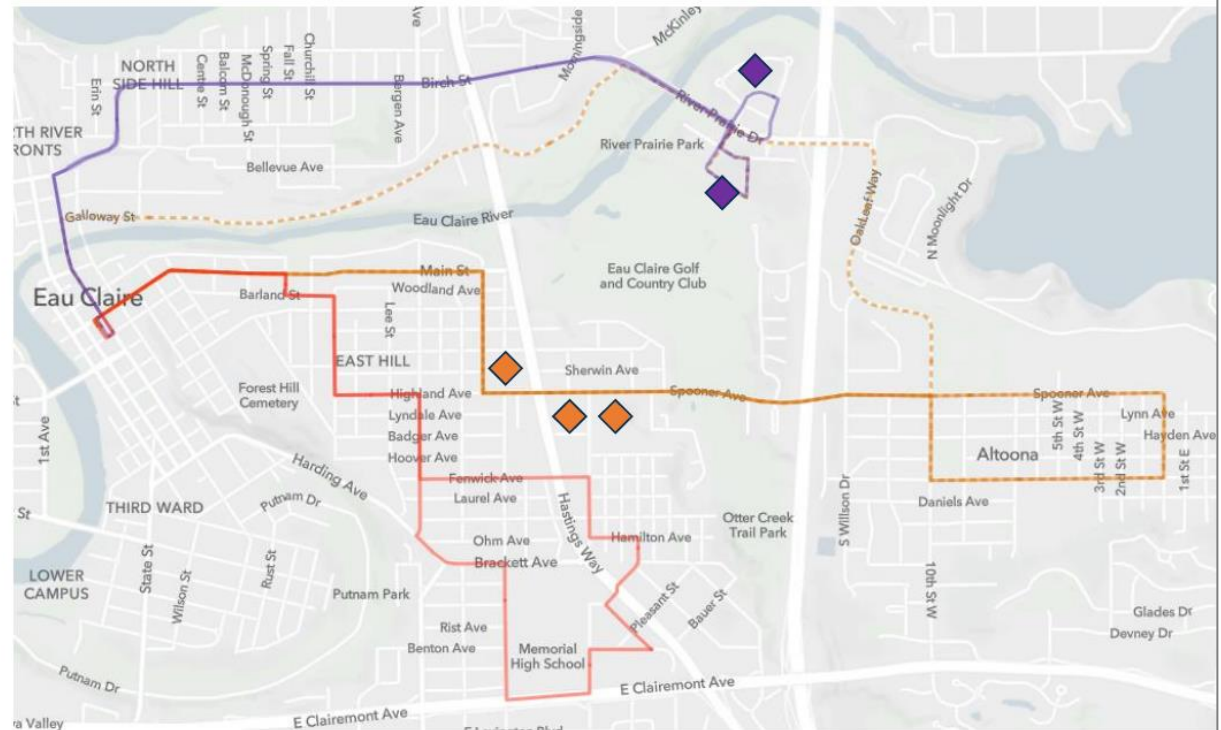 Ave
McKinley
Morningside
NORTH
SIDE HILL
Erin St
Centre St
Balcom St
McDonough St
Spring St
Fall St
Churchill St
Bergen Ave
Birch St
River Prairie Dr
RTH RIVER
RONTS
Bellevue Ave
River Prairie Park
Galloway St
Eau Claire River
OakLeaf Way
N Moonlight Dr
Eau Claire
Main St
Woodland Ave
Barland St
Lee St
Eau Claire Golf
and Country Club
EAST HILL
Sherwin Ave
Forest Hill
Cemetery
Highland Ave
Spooner Ave
Spooner Ave
Lyndale Ave
Badger Ave
Hoover Ave
5th St W
4th St W
3rd St W
2nd St W
Lynn Ave
Hayden Ave
1st St E
Altoona
1st Ave
Harding Ave
Fenwick Ave
Laurel Ave
Putnam Dr
THIRD WARD
St
Hastings Way
Otter Creek
Trail Park
S Willson Dr
Daniels Ave
Ohm Ave
Hamilton Ave
Brackett Ave
LOWER
CAMPUS
State St
Wilson St
Rust St
Putnam Park
Pleasant St
Bauer St
10th St W
Glades Dr
Devney Dr
Rist Ave
Benton Ave
Memorial
High School
Putnam Dr
E Clairemont Ave
E Clairemont Ave
va Valley